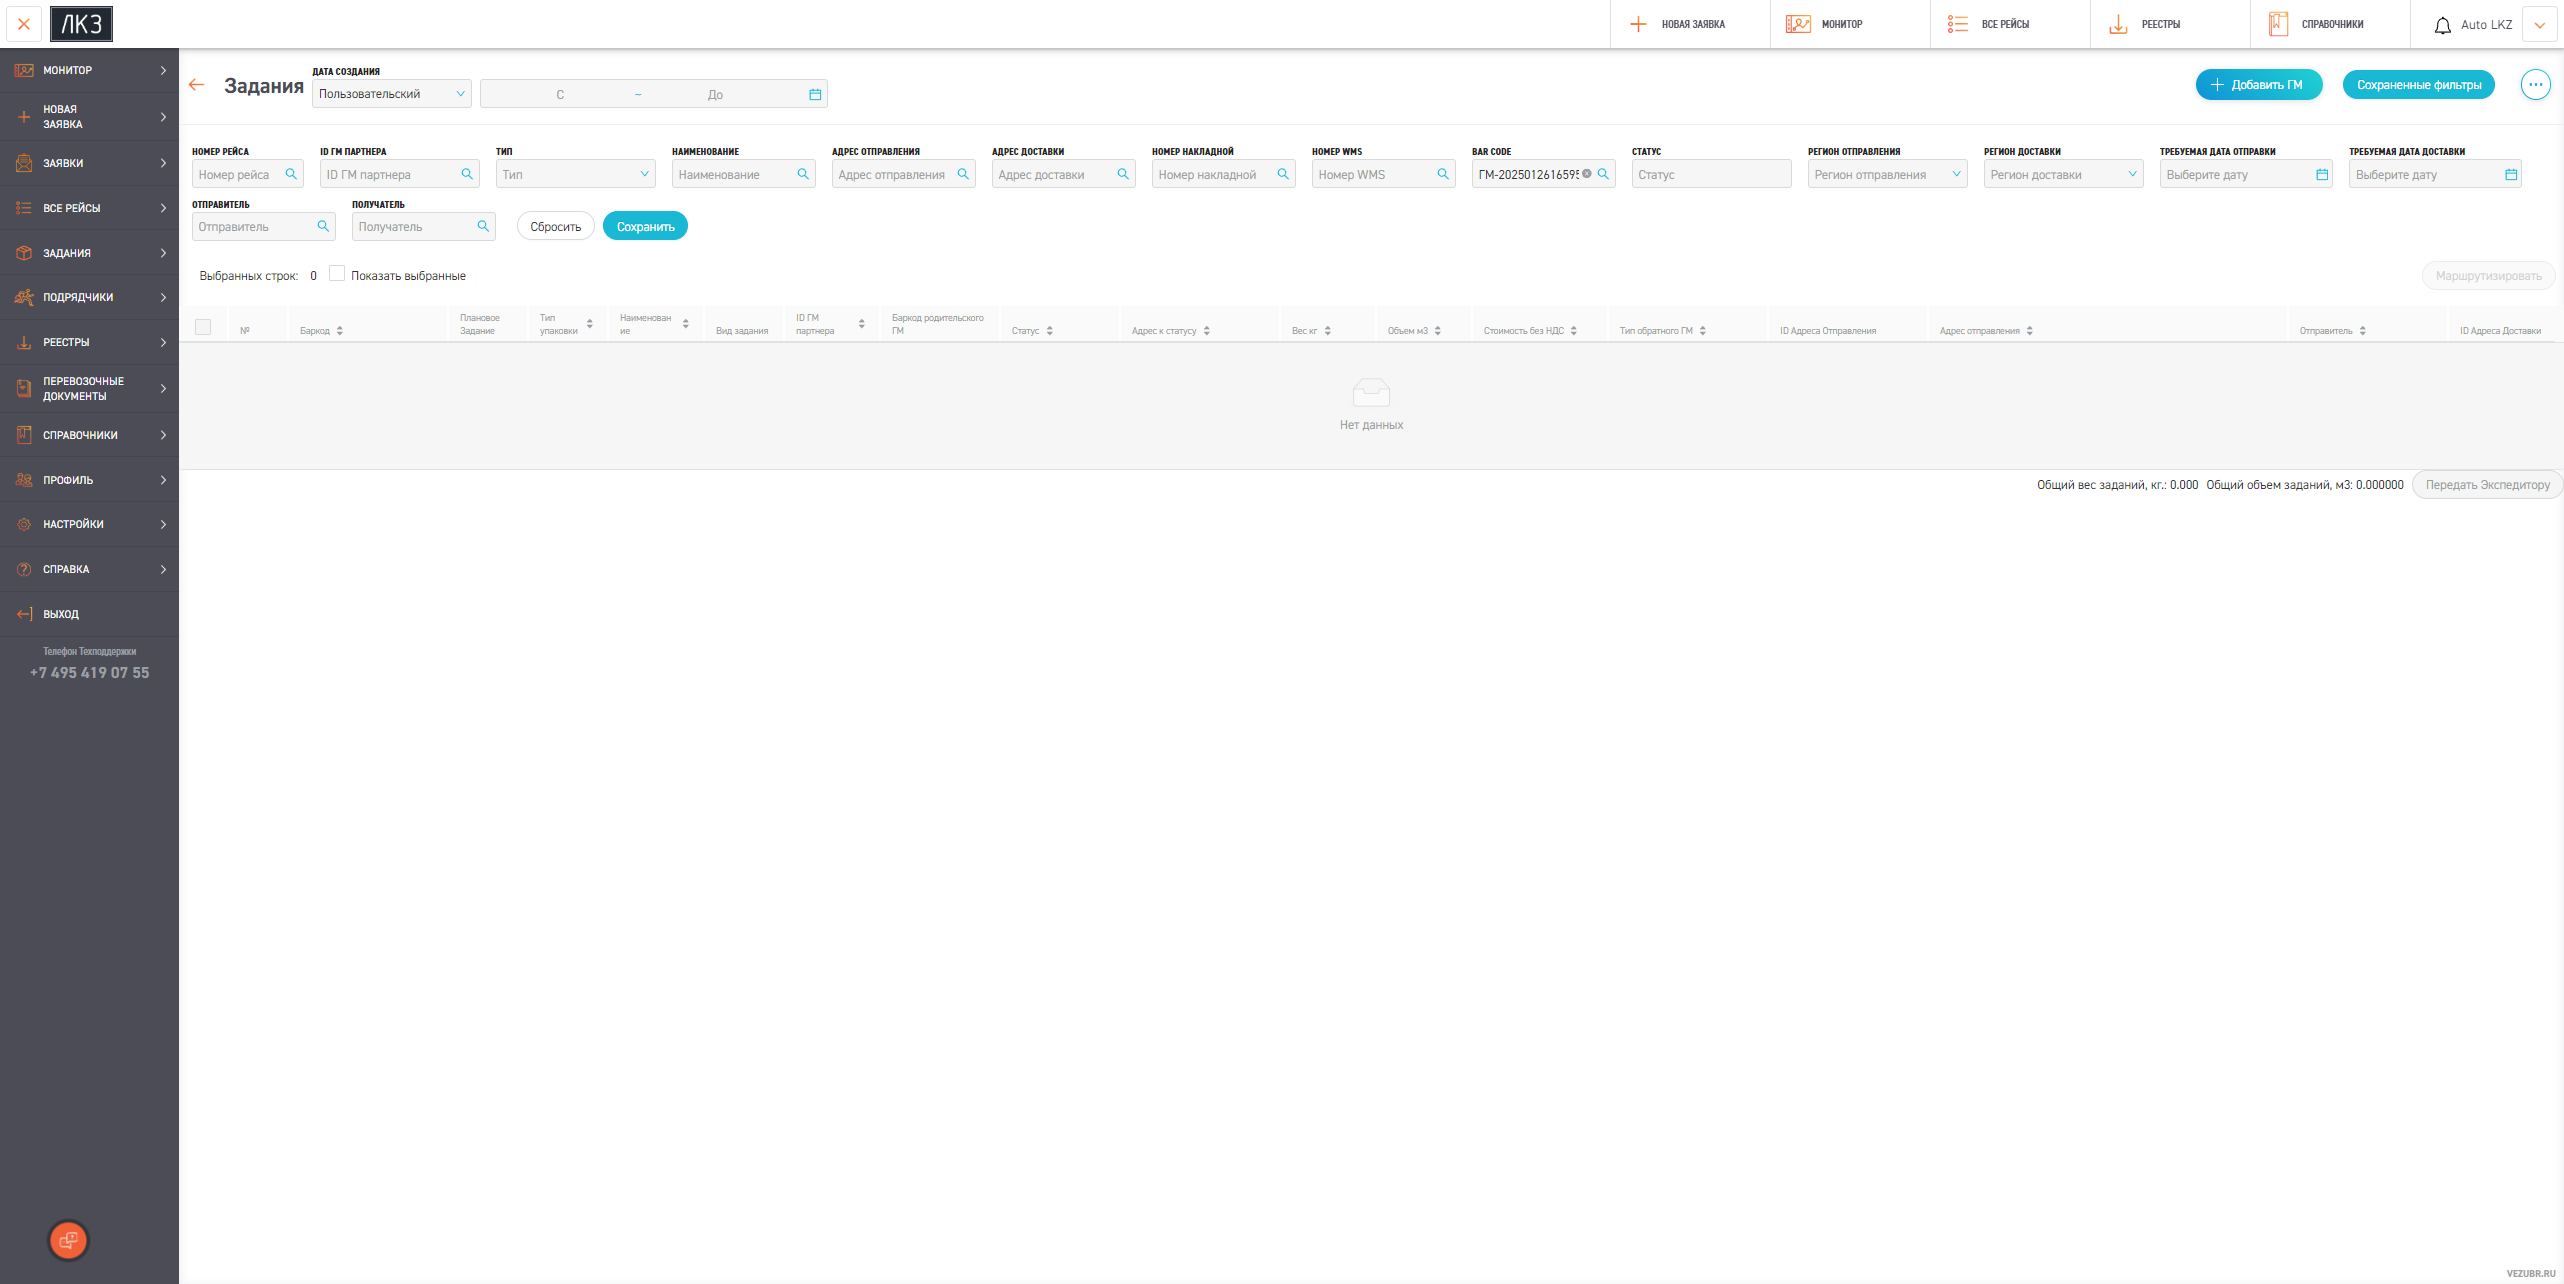 ЛКЗ
НОВАЯ ЗАЯВКА
МОНИТОР
ВСЕ РЕЙСЫ
РЕЕСТРЫ
СПРАВОЧНИКИ
Auto LKZ
МОНИТОР
НОВАЯ
ЗАЯВКА
ЗАЯВКИ
ВСЕ РЕЙСЫ
ЗАДАНИЯ
ПОДРЯДЧИКИ
РЕЕСТРЫ
ПЕРЕВОЗОЧНЫЕ
ДОКУМЕНТЫ
СПРАВОЧНИКИ
ПРОФИЛЬ
НАСТРОЙКИ
СПРАВКА
ВЫХОД
Телефон Техподдержки
+7 495 419 07 55
Задания
ДАТА СОЗДАНИЯ
Пользовательский
С ~ До
Добавить ГМ
Сохраненные фильтры
НОМЕР РЕЙСА ID ГМ ПАРТНЕРА ТИП НАИМЕНОВАНИЕ АДРЕС ОТПРАВЛЕНИЯ АДРЕС ДОСТАВКИ НОМЕР НАКЛАДНОЙ НОМЕР WMS BAR CODE СТАТУС РЕГИОН ОТПРАВЛЕНИЯ РЕГИОН ДОСТАВКИ ТРЕБУЕМАЯ ДАТА ОТПРАВКИ ТРЕБУЕМАЯ ДАТА ДОСТАВКИ
Номер рейса ID ГМ партнера Тип Наименование Адрес отправления Адрес доставки Номер накладной Номер WMS ГМ-2025012616595 Статус Регион отправления Регион доставки Выберите дату Выберите дату
ОТПРАВИТЕЛЬ ПОЛУЧАТЕЛЬ
Отправитель Получатель Сбросить Сохранить
Выбранных строк: 0 Показать выбранные Маршрутизировать
№
Баркод
Плановое
Задание
Тип
упаковки
Наименован
ие
Вид задания
ID ГМ
партнера
Баркод родительского
ГМ
Статус
Адрес к статусу
Вес кг
Объем м3
Стоимость без НДС
Тип обратного ГМ
ID Адреса Отправления
Адрес отправления
Отправитель
ID Адреса Доставки
Нет данных
Общий вес заданий, кг.: 0.000 Общий объем заданий, м3: 0.000000 Передать Экспедитору
VEZUBR.RU